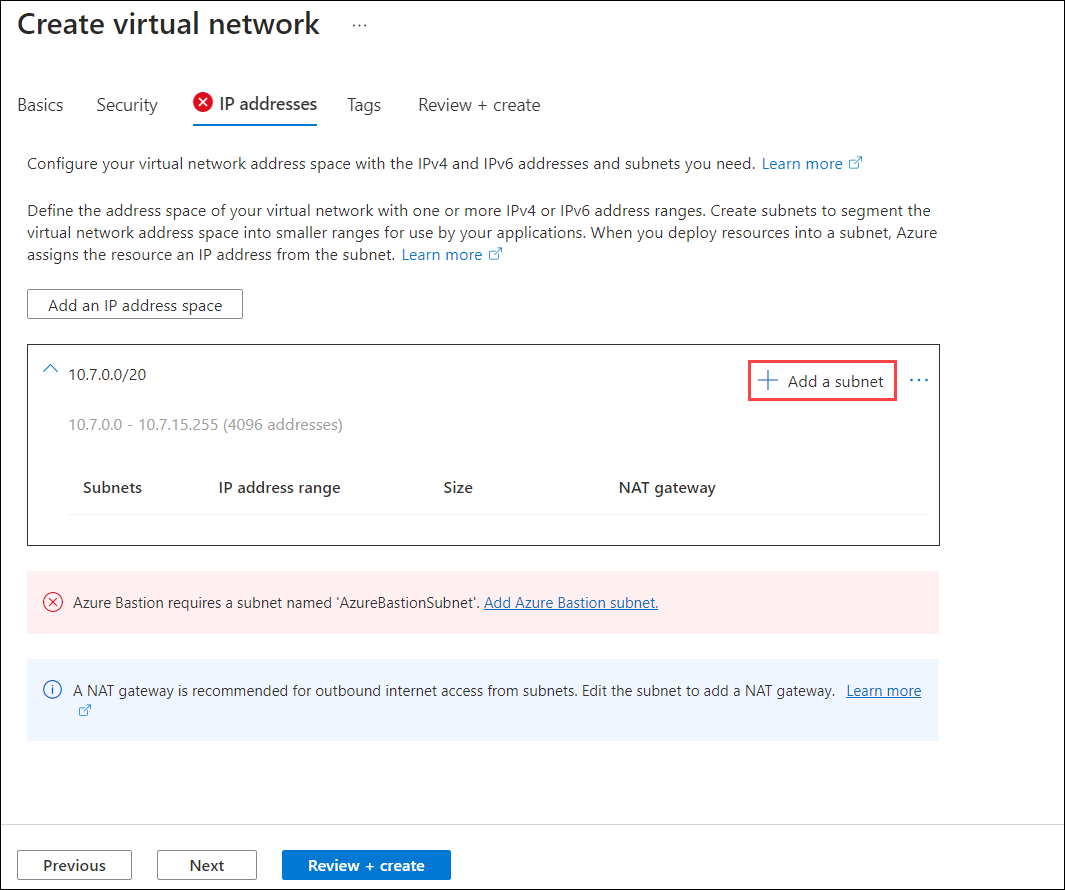 Create virtual network ...
Basics Security IP addresses Tags Review + create
Configure your virtual network address space with the IPv4 and IPv6 addresses and subnets you need. Learn more
Define the address space of your virtual network with one or more IPv4 or IPv6 address ranges. Create subnets to segment the
virtual network address space into smaller ranges for use by your applications. When you deploy resources into a subnet, Azure
assigns the resource an IP address from the subnet. Learn more
Add an IP address space
10.7.0.0/20 Add a subnet ...
10.7.0.0 - 10.7.15.255 (4096 addresses)
Subnets IP address range Size NAT gateway
Azure Bastion requires a subnet named 'AzureBastionSubnet'. Add Azure Bastion subnet.
A NAT gateway is recommended for outbound internet access from subnets. Edit the subnet to add a NAT gateway. Learn more
Previous Next Review + create